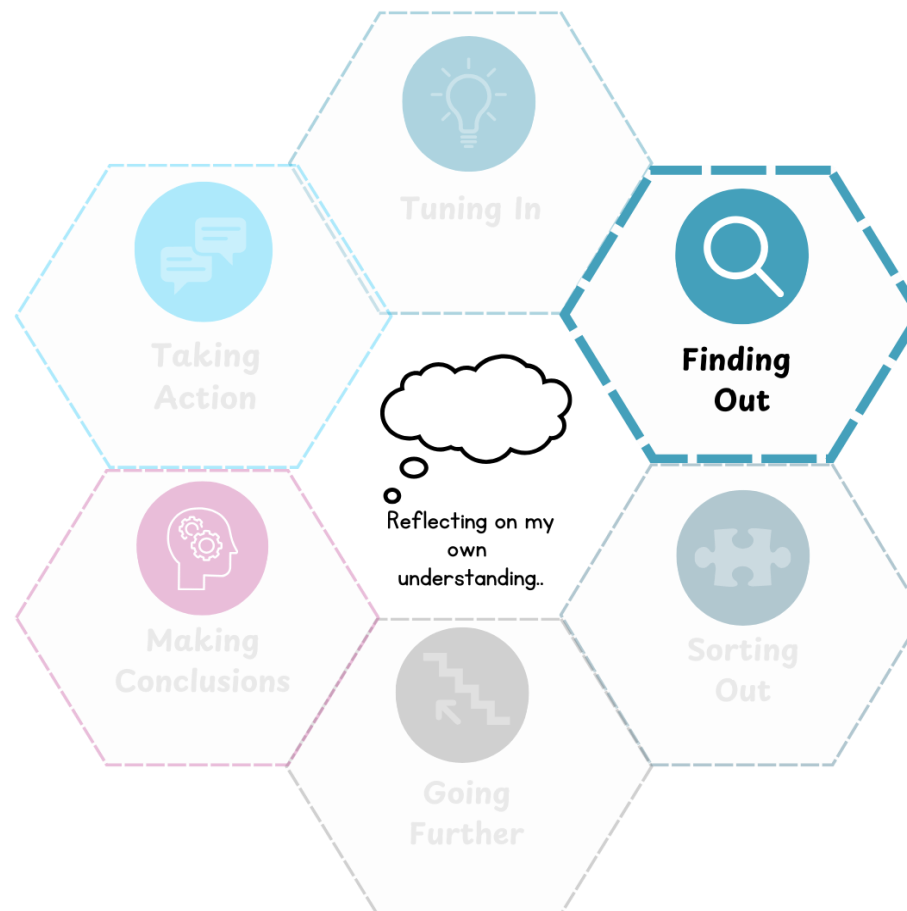 Tuning In
Finding
Out
Sorting
Out
Going
Further
Making
Conclusions
Taking
Action
Reflecting on my
own
understanding..